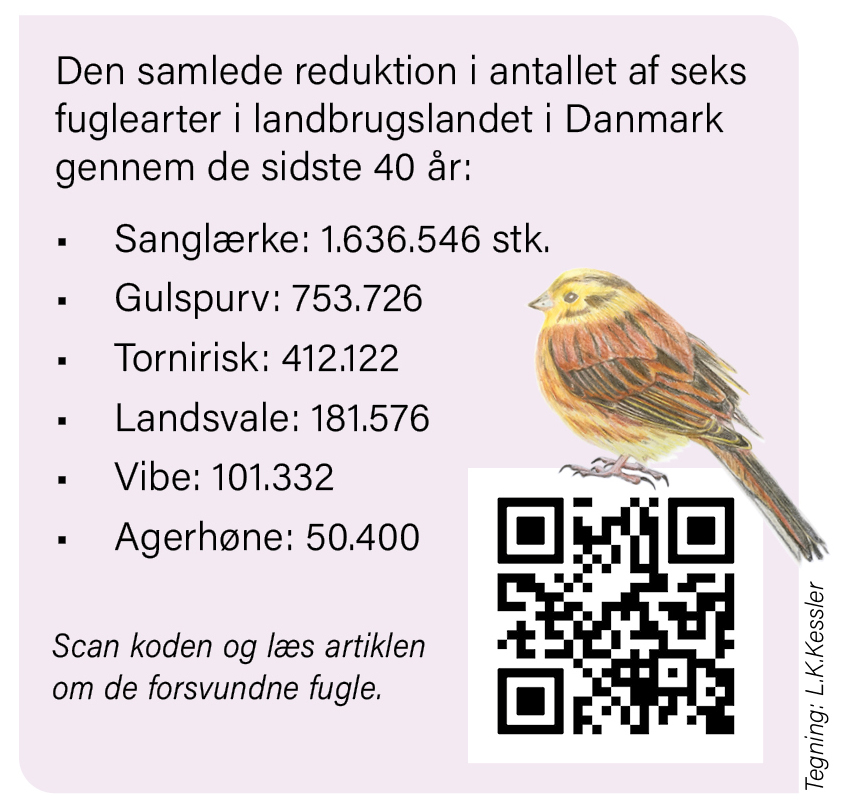 Den samlede reduktion i antallet af seks
fuglearter i landbrugslandet i Danmark
gennem de sidste 40 år:
▪ Sanglærke: 1.636.546 stk.
▪ Gulspurv: 753.726
▪ Tornirisk: 412.122
▪ Landsvale: 181.576
▪ Vibe: 101.332
▪ Agerhøne: 50.400
Scan koden og læs artiklen
om de forsvundne fugle.
Tegning: L.K.Kessler